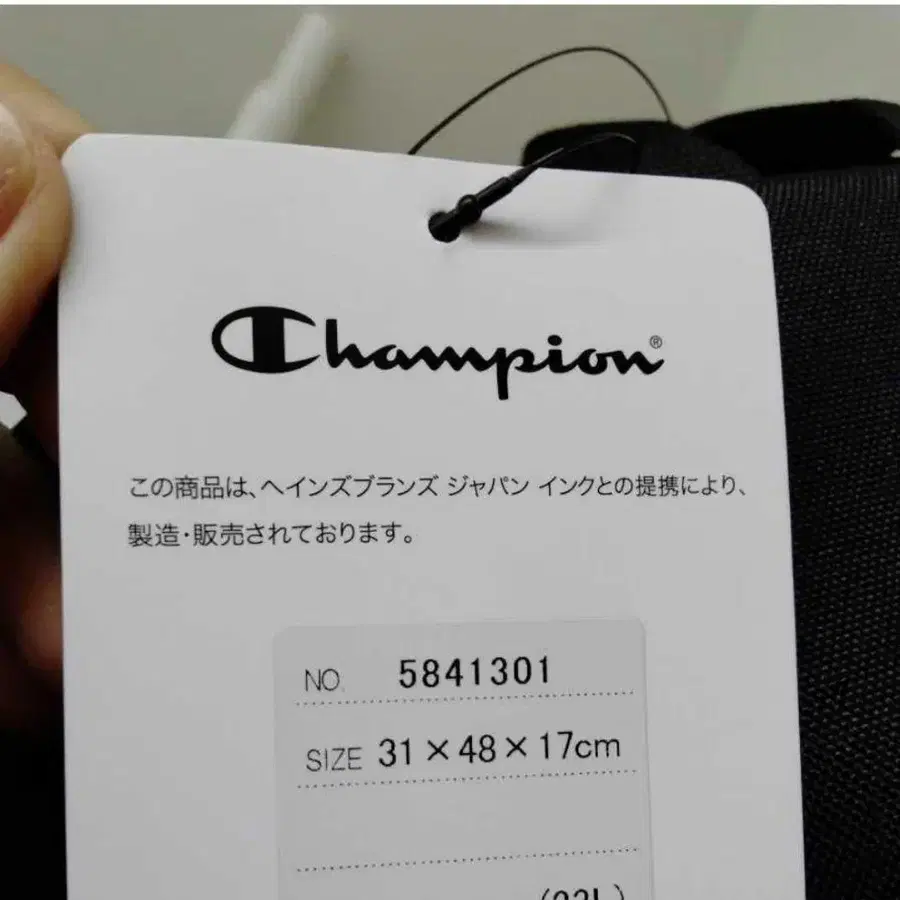 Champion®
この商品は、ヘインズブランズ ジャパン インクとの提携により、
製造・販売されております。
NO. 5841301
SIZE 31×48×17cm